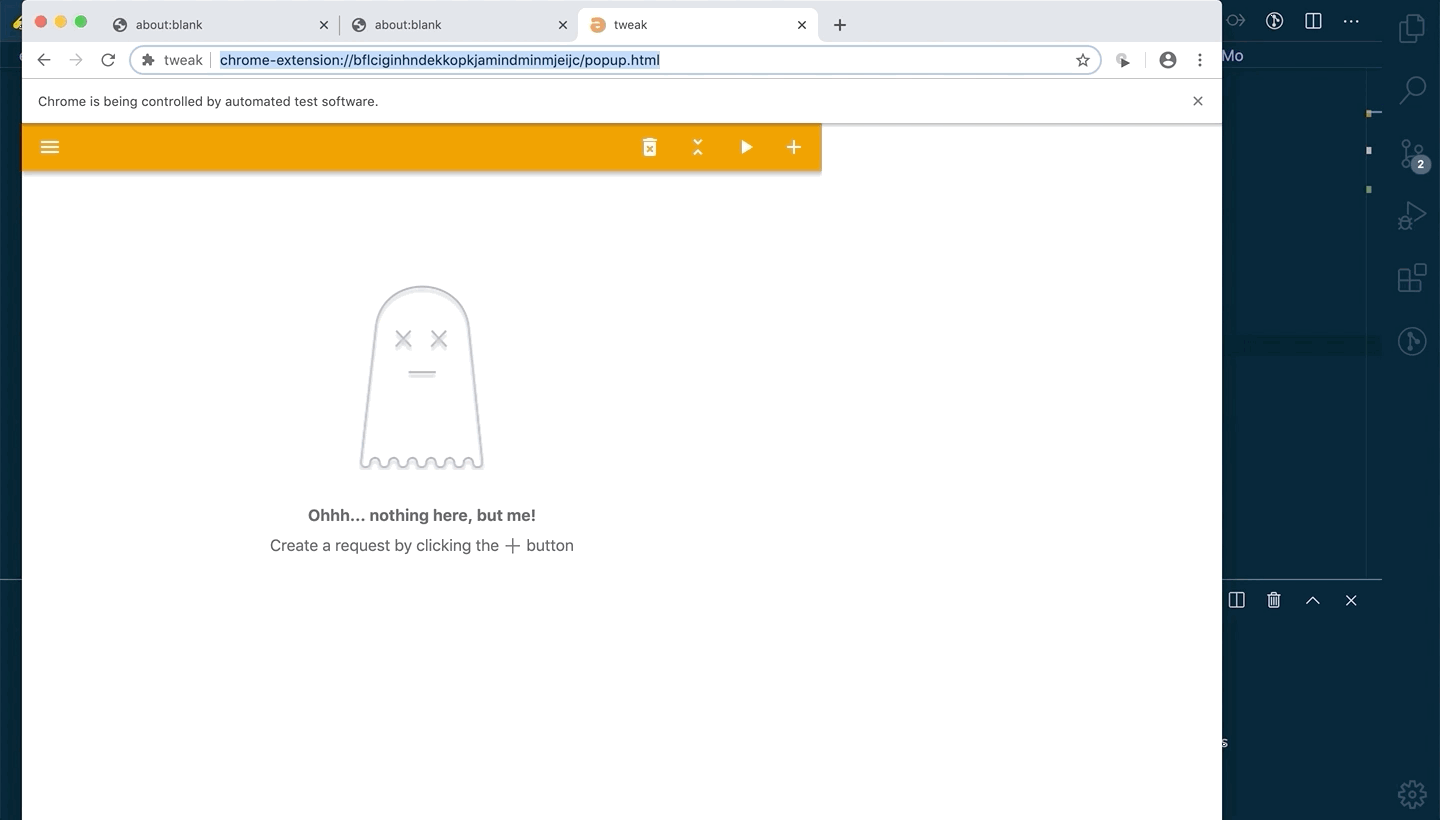 about:blank
about:blank
tweak
tweak
chrome-extension://bflciginhndekkopkjamindminmjeijc/popup.html
Mo
Chrome is being controlled by automated test software.
2
Ohhh... nothing here, but me!
Create a request by clicking the + button
s